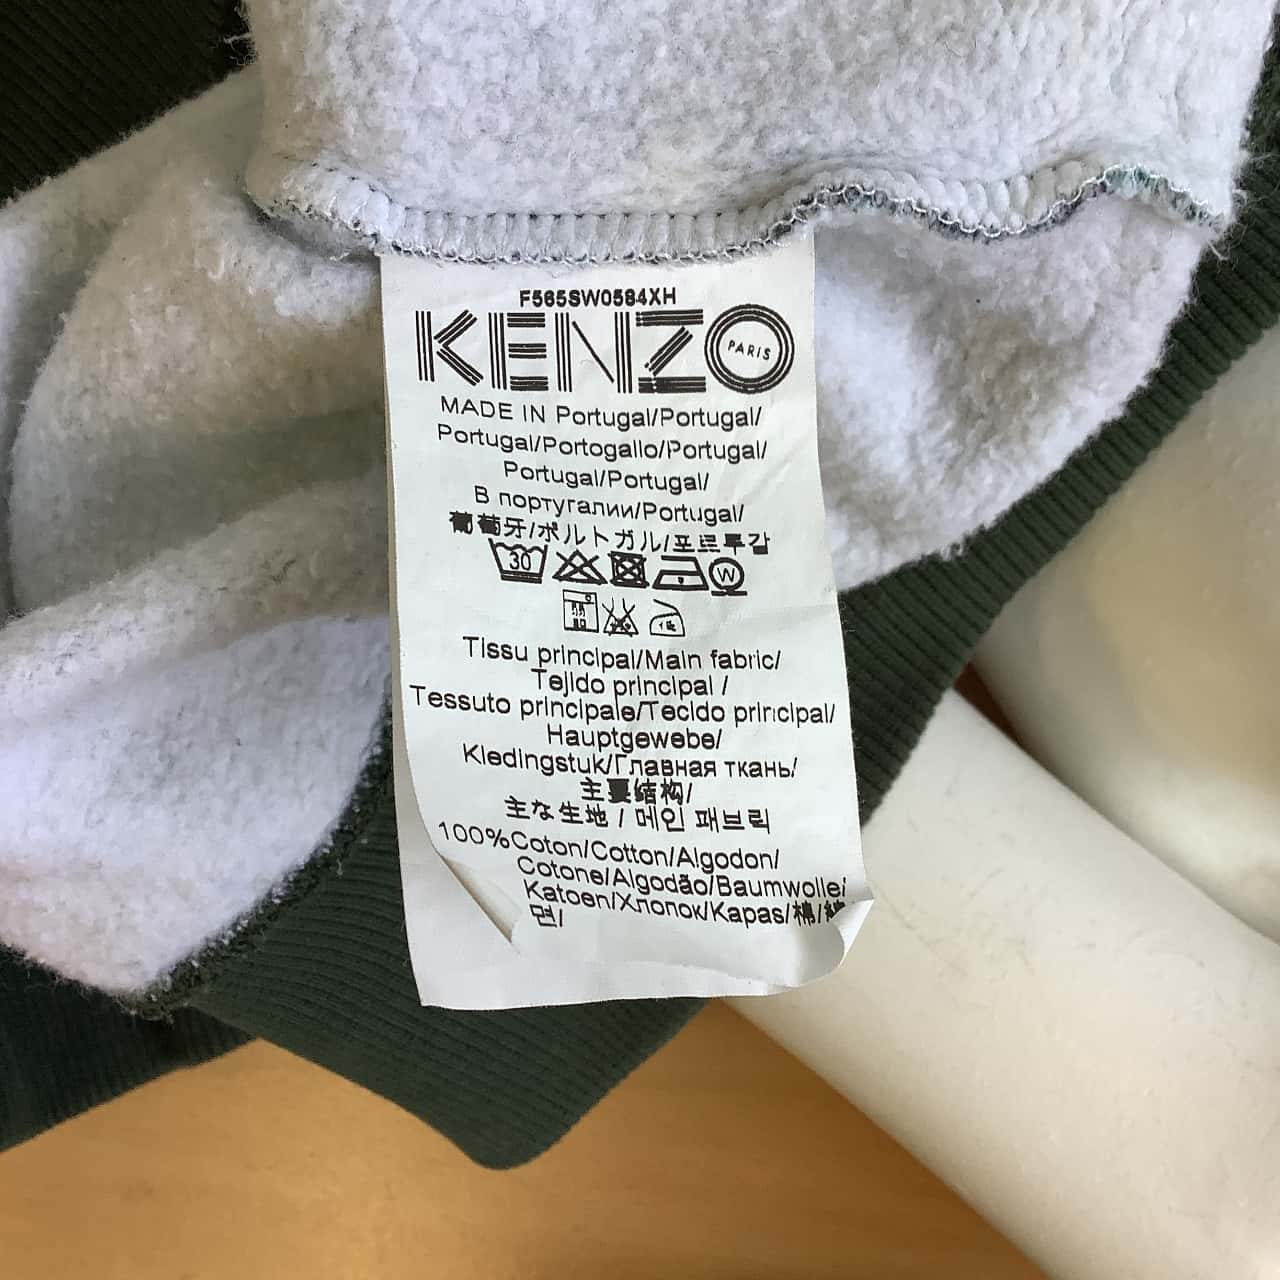 F565SW0584XH
KENZO
PARIS
MADE IN Portugal/Portugal/
Portugal/Portogallo/Portugal/
Portugal/Portugal/
В португалии/Portugal/
葡萄牙/ポルトガル/포르투갈
30
W
Tissu principal/Main fabric/
Tejido principal /
Tessuto principale/Tecido principal/
Hauptgewebe/
Kledingstuk/Главная ткань/
主要结构/
主な生地 / 메인 패브릭
100%Coton/Cotton/Algodon/
Cotone/Algodão/Baumwolle/
Katoen/Хлопок/Kapas/棉/綿
면/